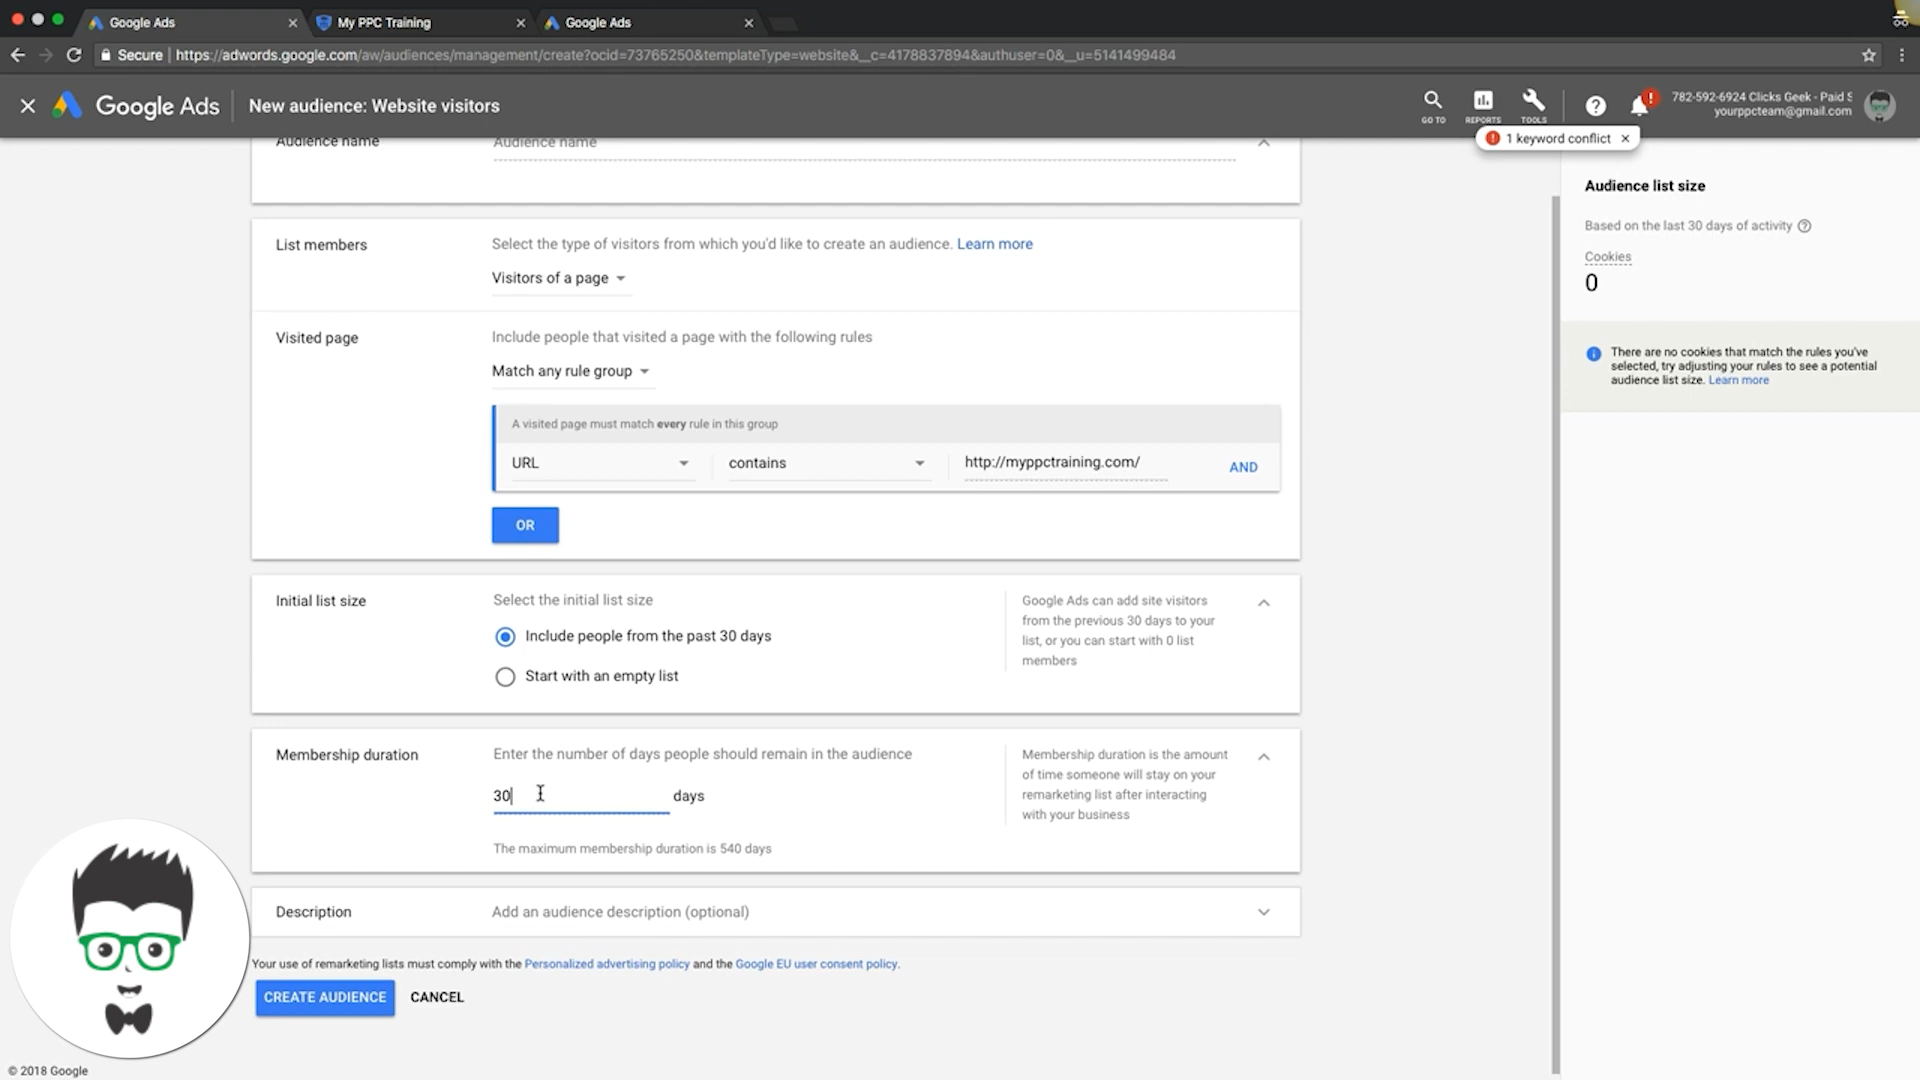 Google Ads
My PPC Training
Google Ads
Secure | https://adwords.google.com/aw/audiences/management/create?ocid=73765250&templateType=website&__c=4178837894&authuser=0&__u=5141499484
Google Ads
New audience: Website visitors
GO TO
REPORTS
TOOLS
782-592-6924 Clicks Geek - Paid S
yourppcteam@gmail.com
1 keyword conflict
Audience name
Audience name
List members
Select the type of visitors from which you'd like to create an audience. Learn more
Visitors of a page
Visited page
Include people that visited a page with the following rules
Match any rule group
A visited page must match every rule in this group
URL
contains
http://myppctraining.com/
AND
OR
Initial list size
Select the initial list size
Include people from the past 30 days
Start with an empty list
Google Ads can add site visitors
from the previous 30 days to your
list, or you can start with 0 list
members
Membership duration
Enter the number of days people should remain in the audience
30
days
The maximum membership duration is 540 days
Membership duration is the amount
of time someone will stay on your
remarketing list after interacting
with your business
Description
Add an audience description (optional)
Your use of remarketing lists must comply with the Personalized advertising policy and the Google EU user consent policy.
CREATE AUDIENCE
CANCEL
© 2018 Google
Audience list size
Based on the last 30 days of activity
Cookies
0
There are no cookies that match the rules you've
selected, try adjusting your rules to see a potential
audience list size. Learn more